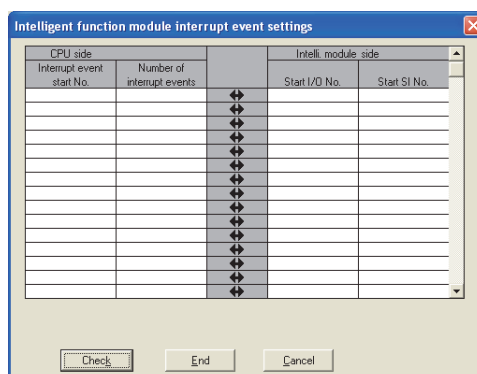 Intelligent function module interrupt event settings
CPU side
Intelli. module side
Interrupt event start No.
Number of interrupt events
Start I/O No.
Start SI No.
Check
End
Cancel